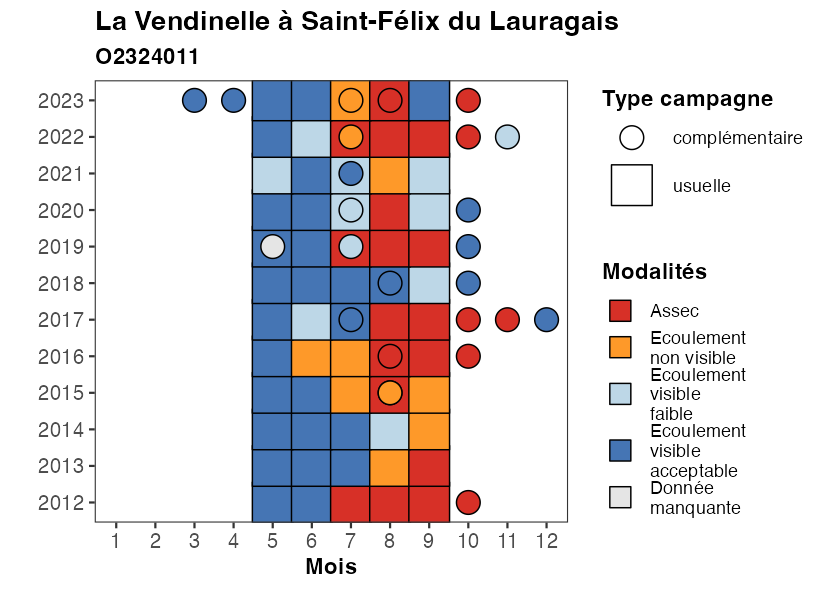 La Vendinelle à Saint-Félix du Lauragais
O2324011
2023
2022
2021
2020
2019
2018
2017
2016
2015
2014
2013
2012
1 2 3 4 5 6 7 8 9 10 11 12
Mois
Type campagne
complémentaire
usuelle
Modalités
Assec
Ecoulement
non visible
Ecoulement
visible
faible
Ecoulement
visible
acceptable
Donnée
manquante